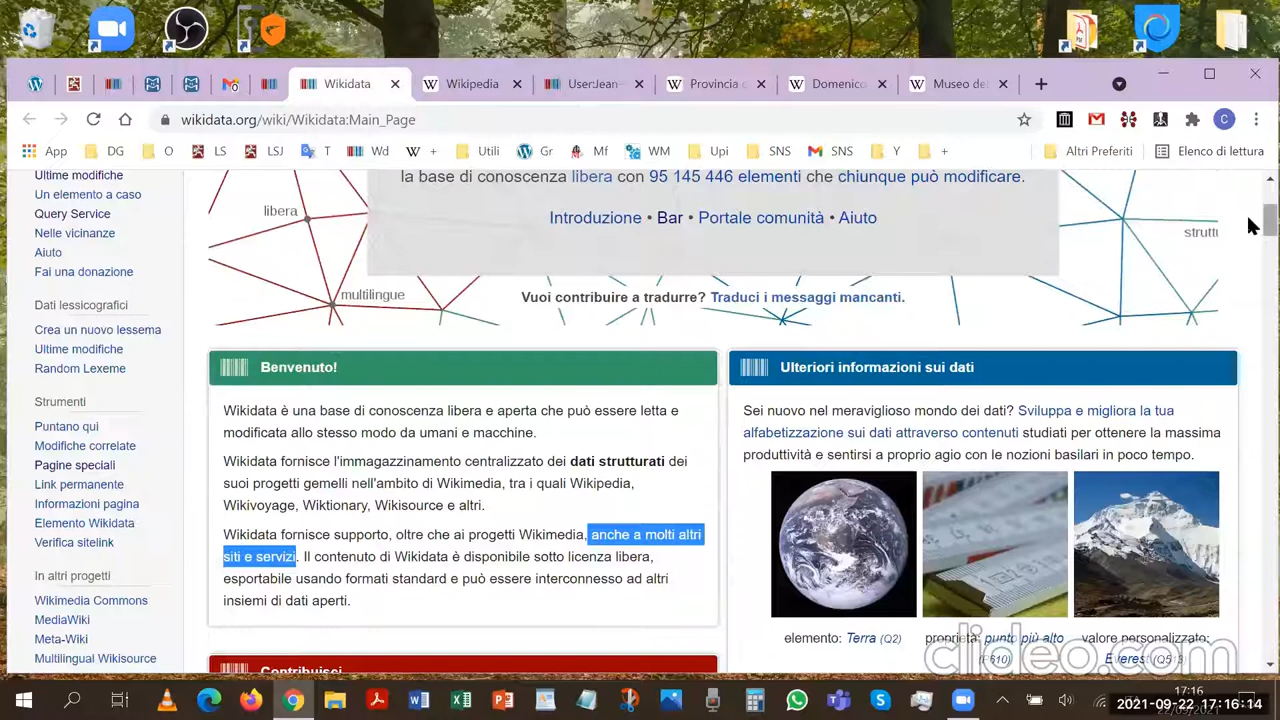 Wikidata
Wikipedia
User:Jean-
Provincia
Domenico
Museo de
wikidata.org/wiki/Wikidata:Main_Page
App
DG
O
LS
LSJ
T
Wd
+
Utili
Gr
Mf
WM
Upi
SNS
SNS
Y
+
Altri Preferiti
Elenco di lettura
Ultime modifiche
Un elemento a caso
Query Service
Nelle vicinanze
Aiuto
Fai una donazione
Dati lessicografici
Crea un nuovo lessema
Ultime modifiche
Random Lexeme
Strumenti
Puntano qui
Modifiche correlate
Pagine speciali
Link permanente
Informazioni pagina
Elemento Wikidata
Verifica sitelink
In altri progetti
Wikimedia Commons
MediaWiki
Meta-Wiki
Multilingual Wikisource
la base di conoscenza libera con 95 145 446 elementi che chiunque può modificare.
libera
Introduzione • Bar • Portale comunità • Aiuto
struttu
multilingue
Vuoi contribuire a tradurre? Traduci i messaggi mancanti.
Benvenuto!
Wikidata è una base di conoscenza libera e aperta che può essere letta e
modificata allo stesso modo da umani e macchine.
Wikidata fornisce l'immagazzinamento centralizzato dei dati strutturati dei
suoi progetti gemelli nell'ambito di Wikimedia, tra i quali Wikipedia,
Wikivoyage, Wiktionary, Wikisource e altri.
Wikidata fornisce supporto, oltre che ai progetti Wikimedia, anche a molti altri
siti e servizi. Il contenuto di Wikidata è disponibile sotto licenza libera,
esportabile usando formati standard e può essere interconnesso ad altri
insiemi di dati aperti.
Contribuisci
Ulteriori informazioni sui dati
Sei nuovo nel meraviglioso mondo dei dati? Sviluppa e migliora la tua
alfabetizzazione sui dati attraverso contenuti studiati per ottenere la massima
produttività e sentirsi a proprio agio con le nozioni basilari in poco tempo.
elemento: Terra (Q2)
proprietà: punto più alto
(P610)
valore personalizzato:
Everest (Q513)
clideo.com
17:16
2021-09-22 17:16:14